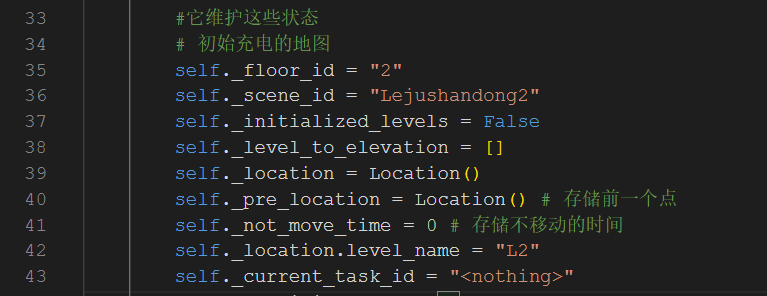 33 #它维护这些状态
34 # 初始充电的地图
35 self._floor_id = "2"
36 self._scene_id = "Lejushandong2"
37 self._initialized_levels = False
38 self._level_to_elevation = []
39 self._location = Location()
40 self._pre_location = Location() # 存储前一个点
41 self._not_move_time = 0 # 存储不移动的时间
42 self._location.level_name = "L2"
43 self._current_task_id = "<nothing>"